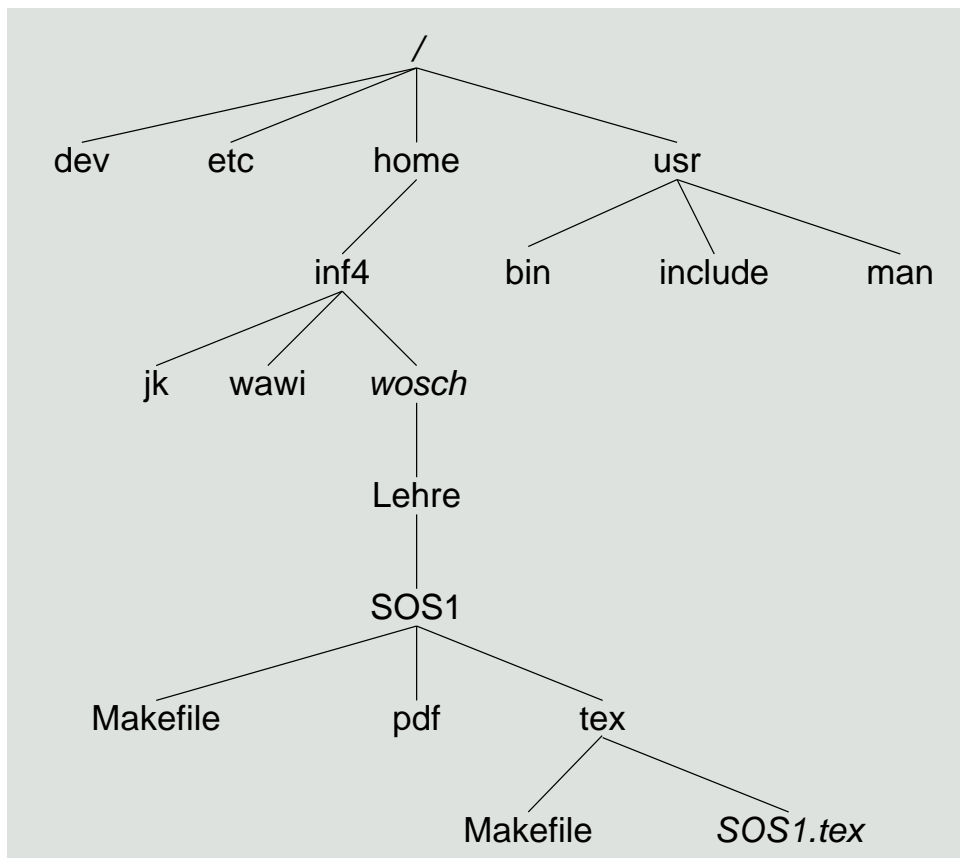 /
dev etc home usr
inf4 bin include man
jk wawi wosch
Lehre
SOS1
Makefile pdf tex
Makefile SOS1.tex